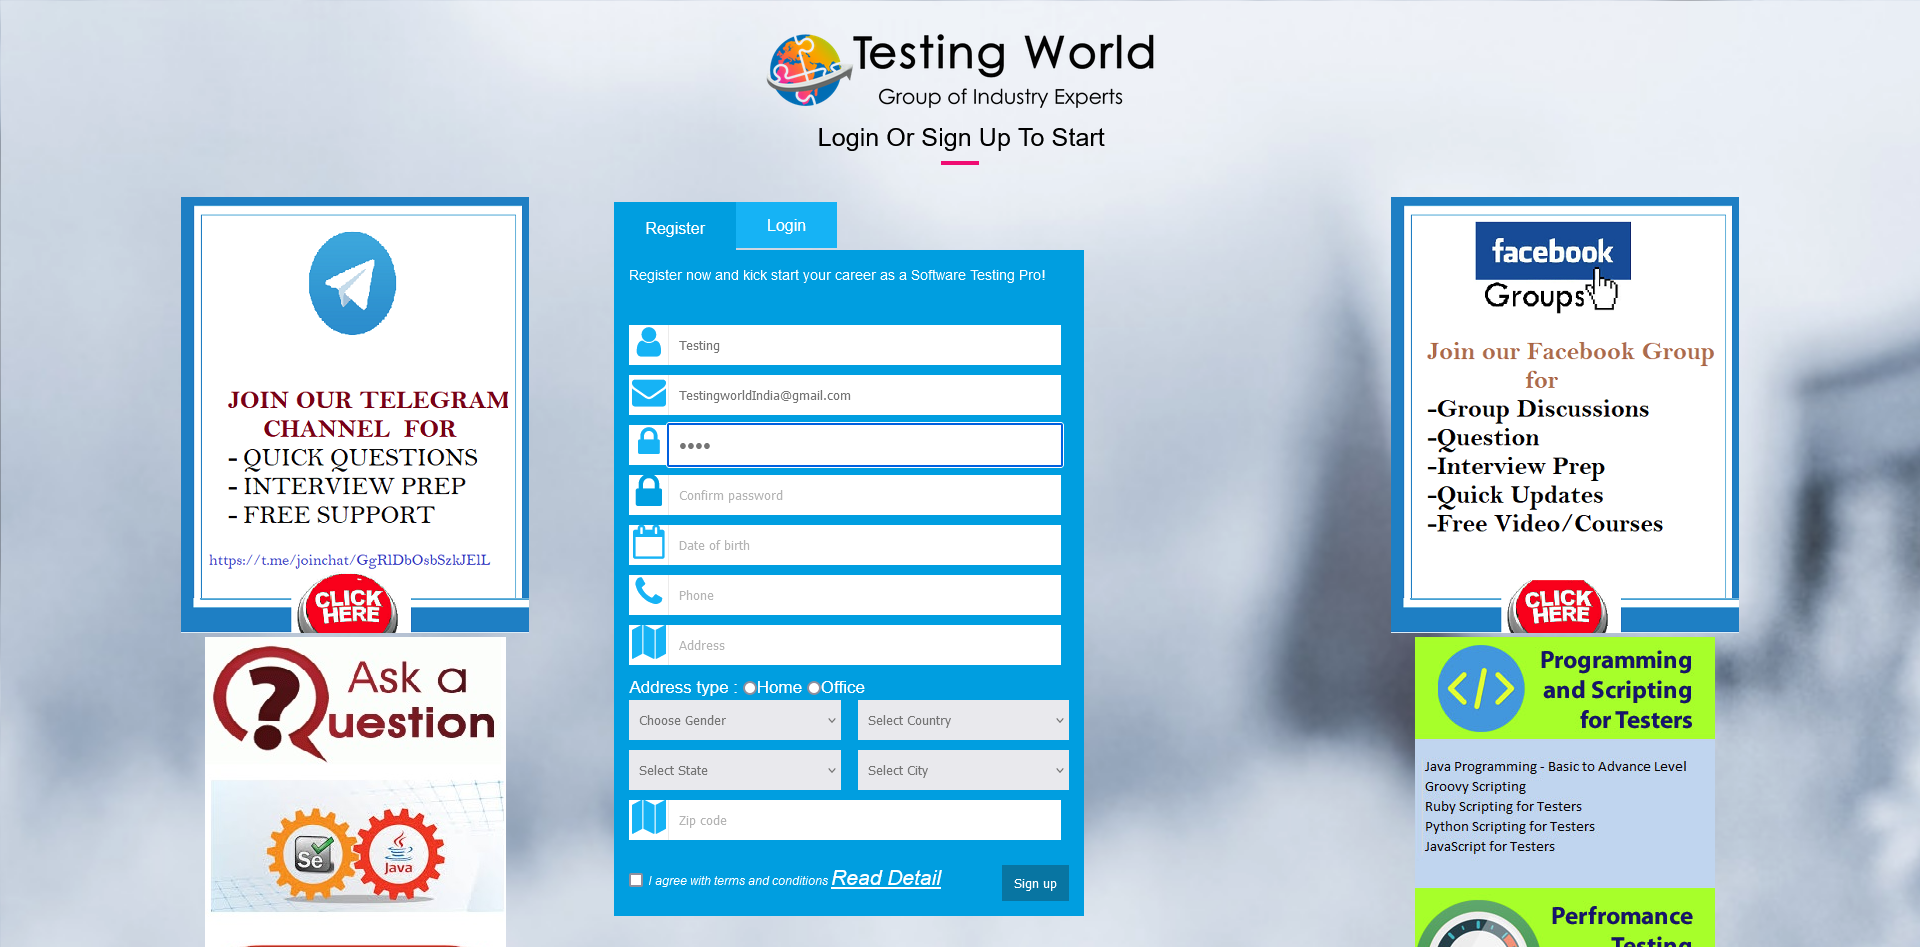 Testing World
Group of Industry Experts
Login Or Sign Up To Start
JOIN OUR TELEGRAM
CHANNEL FOR
- QUICK QUESTIONS
- INTERVIEW PREP
- FREE SUPPORT
https://t.me/joinchat/GgRlDbOsbSzkJElL
CLICK
HERE
Ask a
Question
Se
Java
Register
Login
Register now and kick start your career as a Software Testing Pro!
Testing
TestingworldIndia@gmail.com
••••
Confirm password
Date of birth
Phone
Address
Address type : Home Office
Choose Gender
Select Country
Select State
Select City
Zip code
I agree with terms and conditions Read Detail
Sign up
facebook
Groups
Join our Facebook Group
for
-Group Discussions
-Question
-Interview Prep
-Quick Updates
-Free Video/Courses
CLICK
HERE
</>
Programming
and Scripting
for Testers
Java Programming - Basic to Advance Level
Groovy Scripting
Ruby Scripting for Testers
Python Scripting for Testers
JavaScript for Testers
Perfromance
Testing